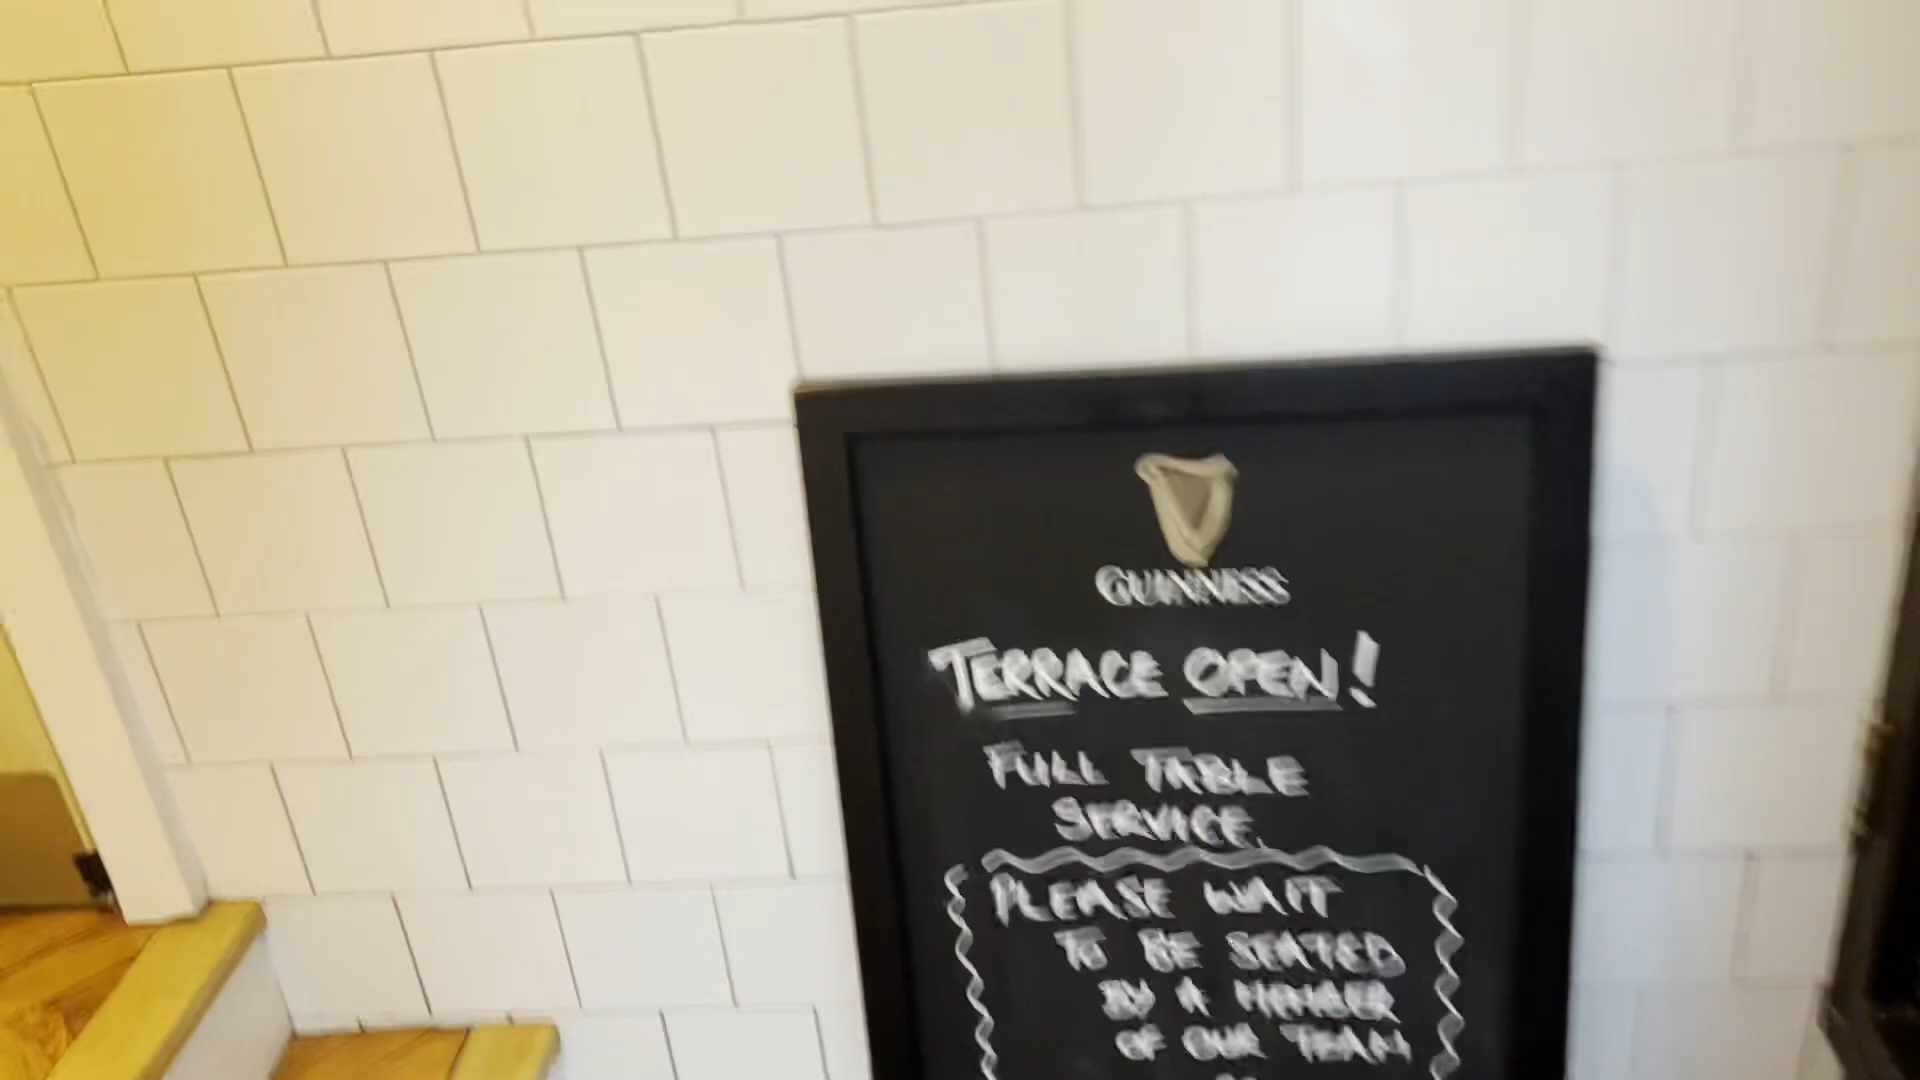 GUINNESS
TERRACE OPEN!
FULL TABLE
SERVICE.
PLEASE WAIT
TO BE SEATED
BY A MEMBER
OF OUR TEAM